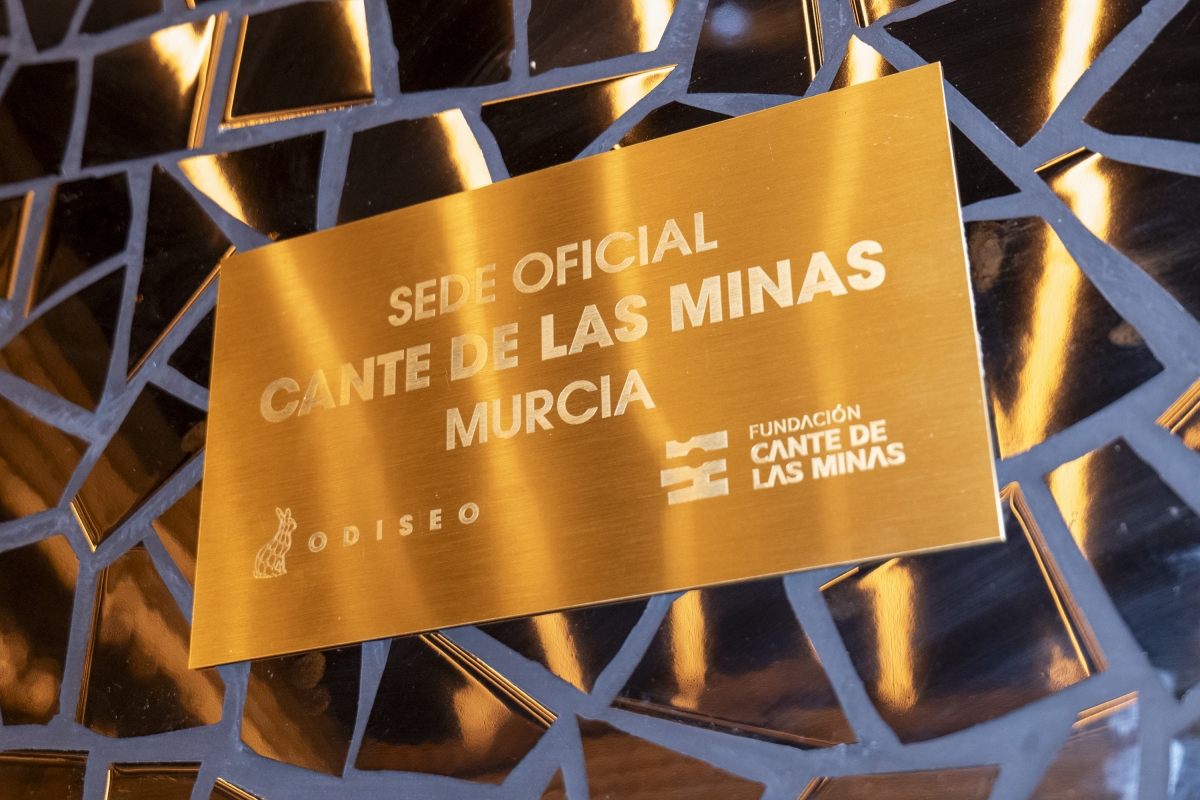 SEDE OFICIAL
CANTE DE LAS MINAS
MURCIA
ODISEO
FUNDACIÓN
CANTE DE
LAS MINAS